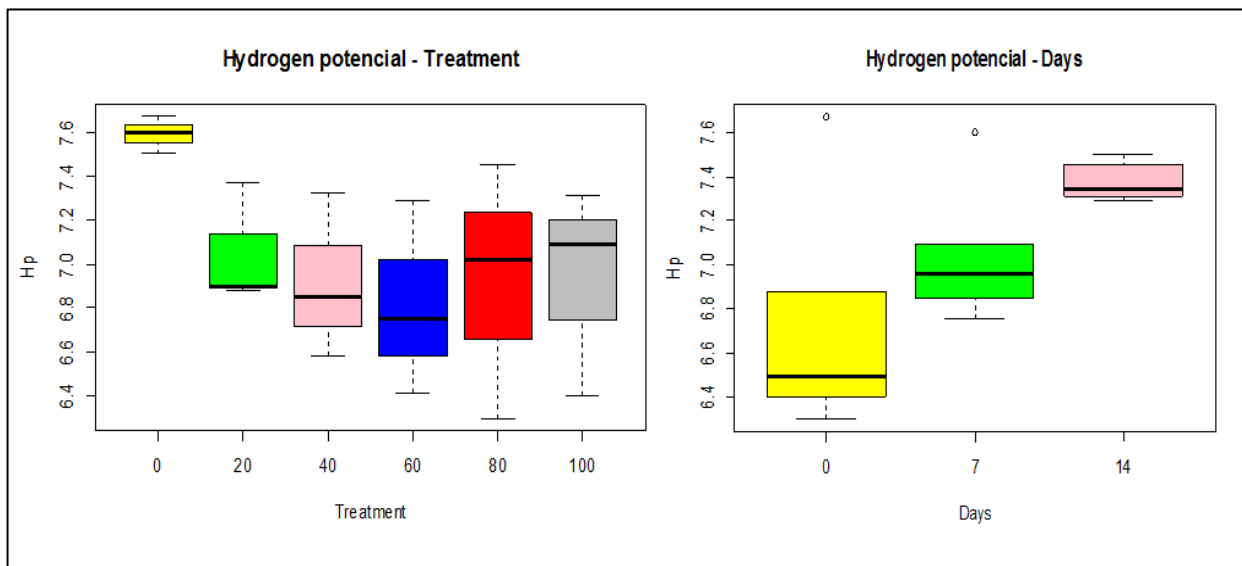 Hydrogen potencial - Treatment
Hp
7.6
7.4
7.2
7.0
6.8
6.6
6.4
0 20 40 60 80 100
Treatment
Hydrogen potencial - Days
Hp
7.6
7.4
7.2
7.0
6.8
6.6
6.4
0 7 14
Days